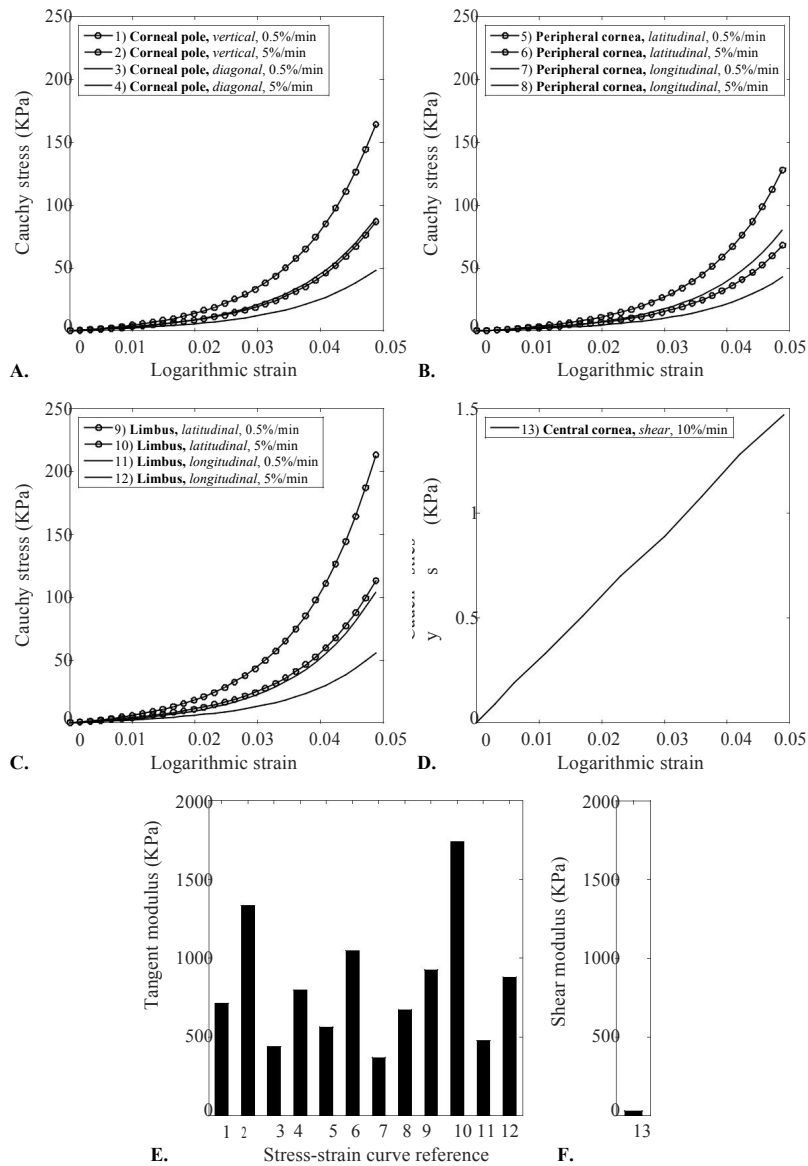 250
200
150
100
50
0
0 0.01 0.02 0.03 0.04 0.05
Cauchy stress (KPa)
1) Corneal pole, vertical, 0.5%/min
2) Corneal pole, vertical, 5%/min
3) Corneal pole, diagonal, 0.5%/min
4) Corneal pole, diagonal, 5%/min
Logarithmic strain
A.
250
200
150
100
50
0
0 0.01 0.02 0.03 0.04 0.05
Cauchy stress (KPa)
5) Peripheral cornea, latitudinal, 0.5%/min
6) Peripheral cornea, latitudinal, 5%/min
7) Peripheral cornea, longitudinal, 0.5%/min
8) Peripheral cornea, longitudinal, 5%/min
Logarithmic strain
B.
250
200
150
100
50
0
0 0.01 0.02 0.03 0.04 0.05
Cauchy stress (KPa)
9) Limbus, latitudinal, 0.5%/min
10) Limbus, latitudinal, 5%/min
11) Limbus, longitudinal, 0.5%/min
12) Limbus, longitudinal, 5%/min
Logarithmic strain
C.
1.5
1
0.5
0
0 0.01 0.02 0.03 0.04 0.05
y s (KPa)
13) Central cornea, shear, 10%/min
Logarithmic strain
D.
2000
1500
1000
500
0
Tangent modulus (KPa)
1 2 3 4 5 6 7 8 9 10 11 12
Stress-strain curve reference
E.
2000
1500
1000
500
0
Shear modulus (KPa)
13
F.